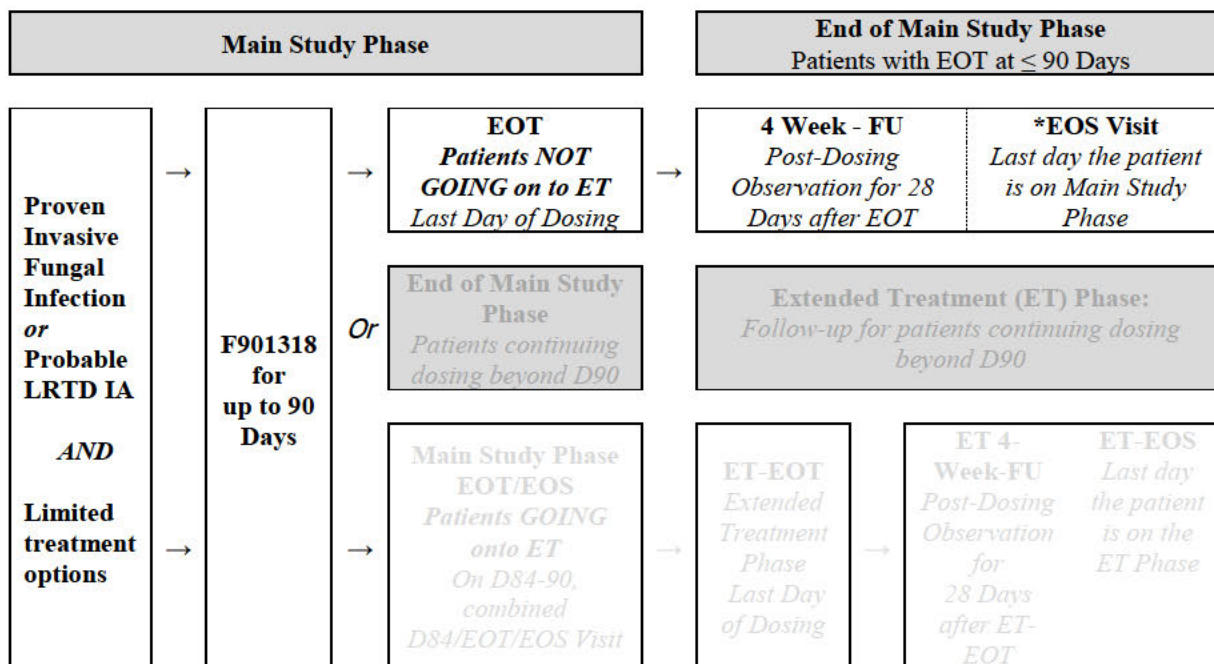 Main Study Phase
End of Main Study Phase
Patients with EOT at ≤ 90 Days
Proven
Invasive
Fungal
Infection
or
Probable
LRTD IA
AND
Limited
treatment
options
→
→
F901318
for
up to 90
Days
→
Or
→
EOT
Patients NOT
GOING on to ET
Last Day of Dosing
→
4 Week - FU
Post-Dosing
Observation for 28
Days after EOT
*EOS Visit
Last day the patient
is on Main Study
Phase
End of Main Study
Phase
Patients continuing
dosing beyond D90
Extended Treatment (ET) Phase:
Follow-up for patients continuing dosing
beyond D90
Main Study Phase
EOT/EOS
Patients GOING
onto ET
On D84-90,
combined
D84/EOT/EOS Visit
→
ET-EOT
Extended
Treatment
Phase
Last Day
of Dosing
→
ET 4-
Week-FU
Post-Dosing
Observation
for
28 Days
after ET-
EOT
ET-EOS
Last day
the patient
is on the
ET Phase